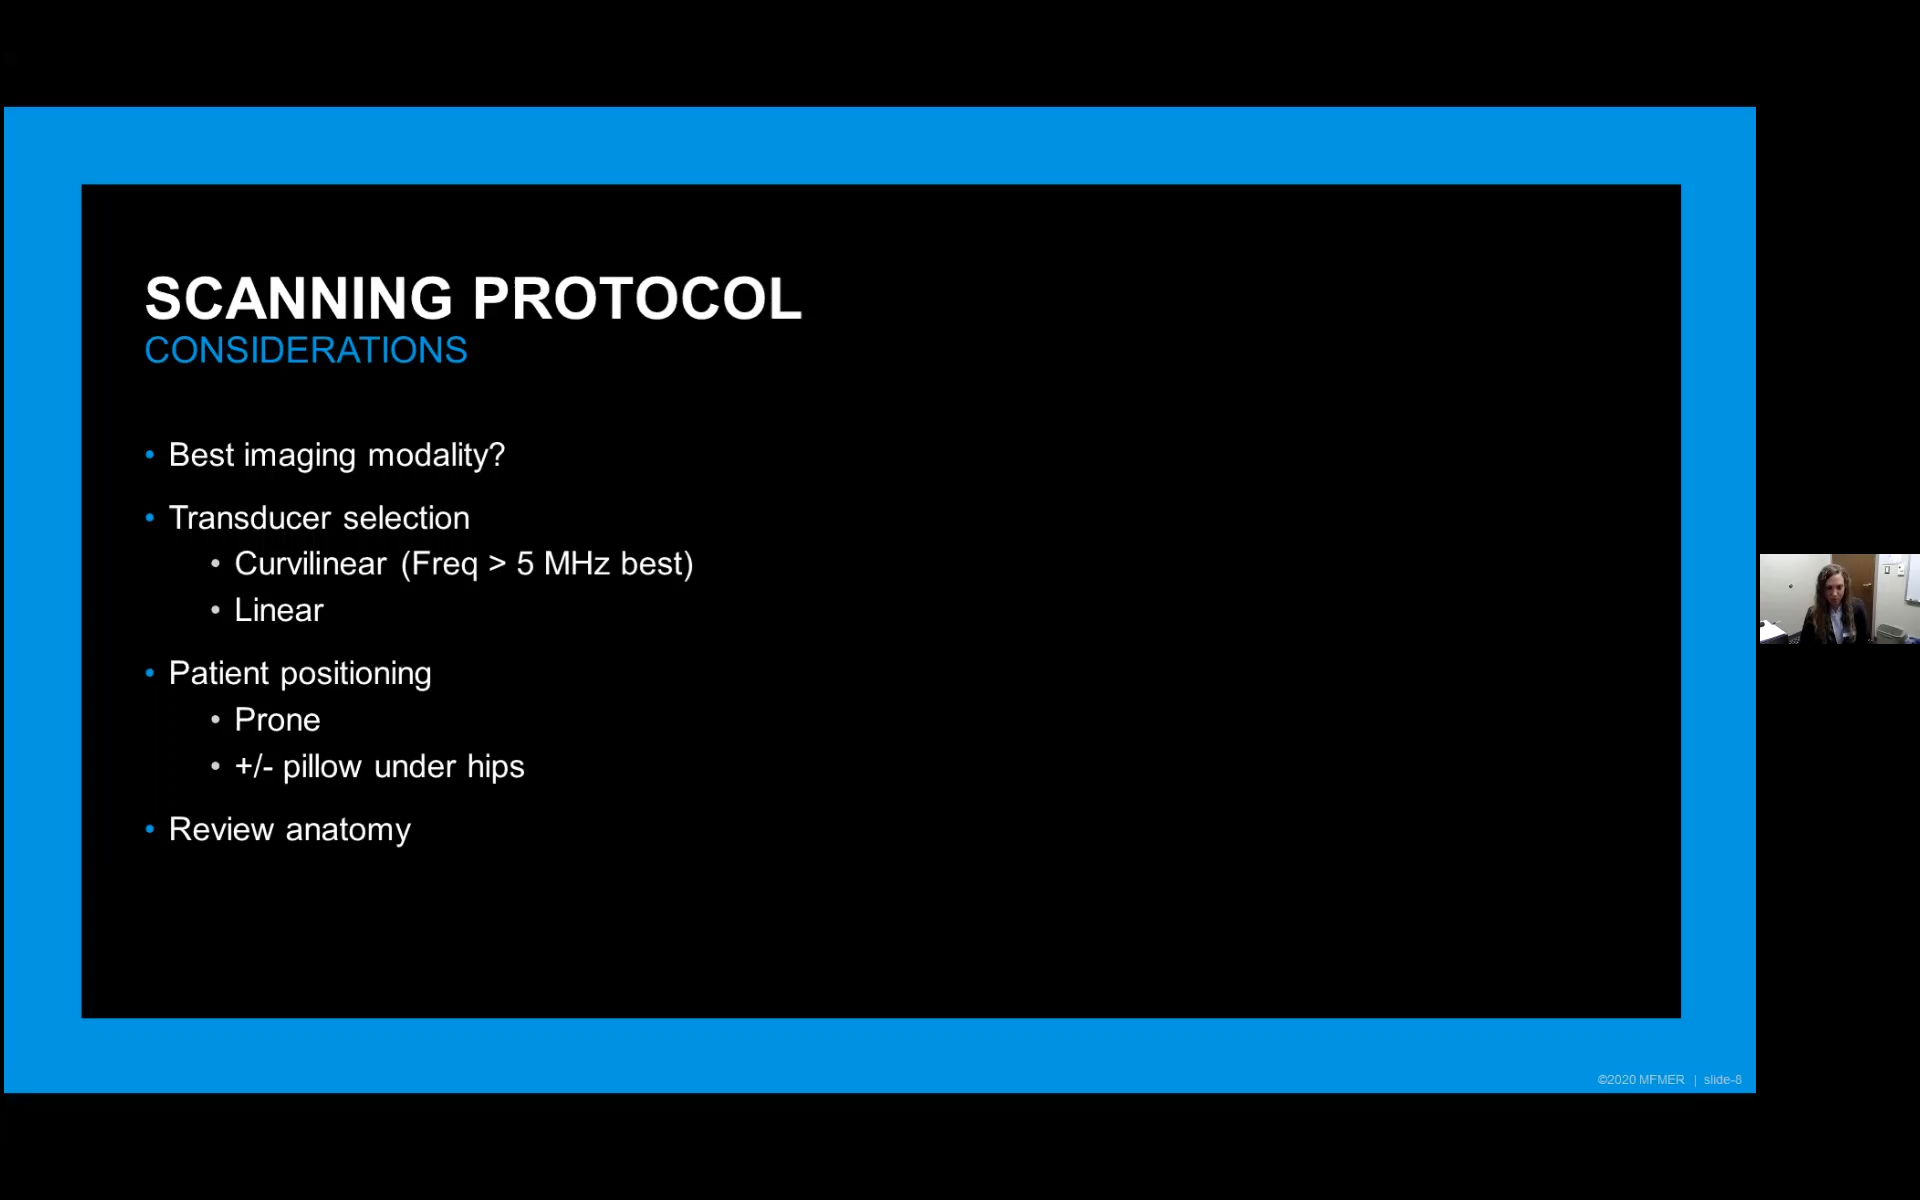 SCANNING PROTOCOL
CONSIDERATIONS
• Best imaging modality?
• Transducer selection
• Curvilinear (Freq > 5 MHz best)
• Linear
• Patient positioning
• Prone
• +/- pillow under hips
• Review anatomy
©2020 MFMER | slide-8